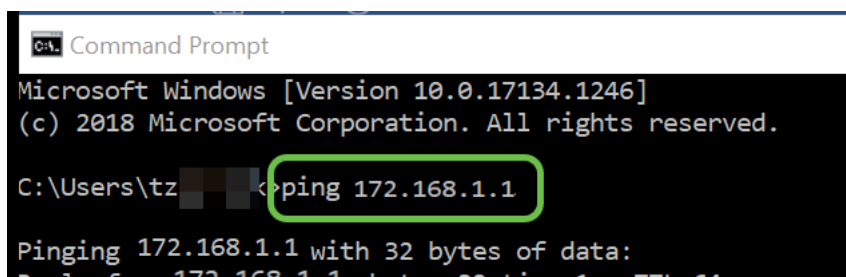 Command Prompt
Microsoft Windows [Version 10.0.17134.1246]
(c) 2018 Microsoft Corporation. All rights reserved.
C:\Users\tz k>ping 172.168.1.1
Pinging 172.168.1.1 with 32 bytes of data: